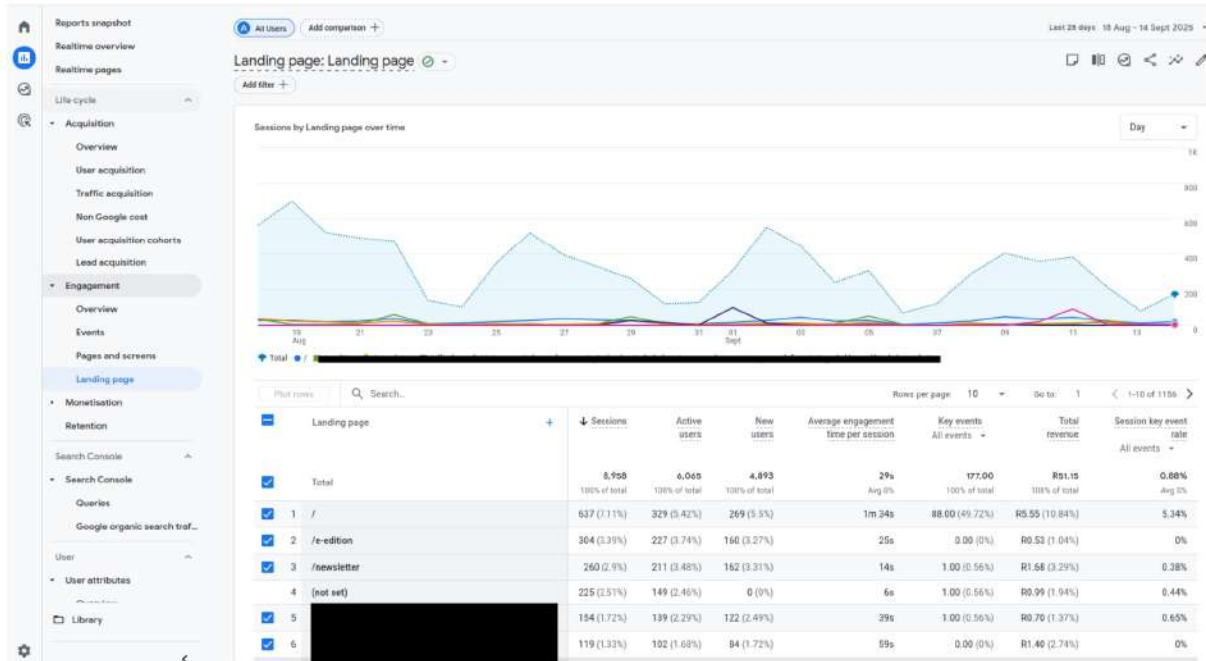 Reports snapshot
Realtime overview
Realtime pages
Life cycle
Acquisition
Overview
User acquisition
Traffic acquisition
Non Google cost
User acquisition cohorts
Lead acquisition
Engagement
Overview
Events
Pages and screens
Landing page
Monetisation
Retention
Search Console
Search Console
Queries
Google organic search traf...
User
User attributes
Library
A All Users
Add comparison +
Last 28 days 18 Aug - 14 Sept 2025
Landing page: Landing page
Add filter +
Sessions by Landing page over time
Day
1K
800
600
400
200
0
19 Aug
21
23
25
27
29
31
01 Sept
03
05
07
09
11
13
Total /
Plot rows
Search...
Rows per page: 10
Go to: 1
1-10 of 1156
Landing page + Sessions Active users New users Average engagement time per session Key events All events Total revenue Session key event rate All events
Total 8,958 6,065 4,893 29s 177.00 R51.15 0.88%
100% of total 100% of total 100% of total Avg 0% 100% of total 100% of total Avg 0%
1 / 637 (7.11%) 329 (5.42%) 269 (5.5%) 1m 34s 88.00 (49.72%) R5.55 (10.84%) 5.34%
2 /e-edition 304 (3.39%) 227 (3.74%) 160 (3.27%) 25s 0.00 (0%) R0.53 (1.04%) 0%
3 /newsletter 260 (2.9%) 211 (3.48%) 162 (3.31%) 14s 1.00 (0.56%) R1.68 (3.29%) 0.38%
4 (not set) 225 (2.51%) 149 (2.46%) 0 (0%) 6s 1.00 (0.56%) R0.99 (1.94%) 0.44%
5 154 (1.72%) 139 (2.29%) 122 (2.49%) 39s 1.00 (0.56%) R0.70 (1.37%) 0.65%
6 119 (1.33%) 102 (1.68%) 84 (1.72%) 59s 0.00 (0%) R1.40 (2.74%) 0%